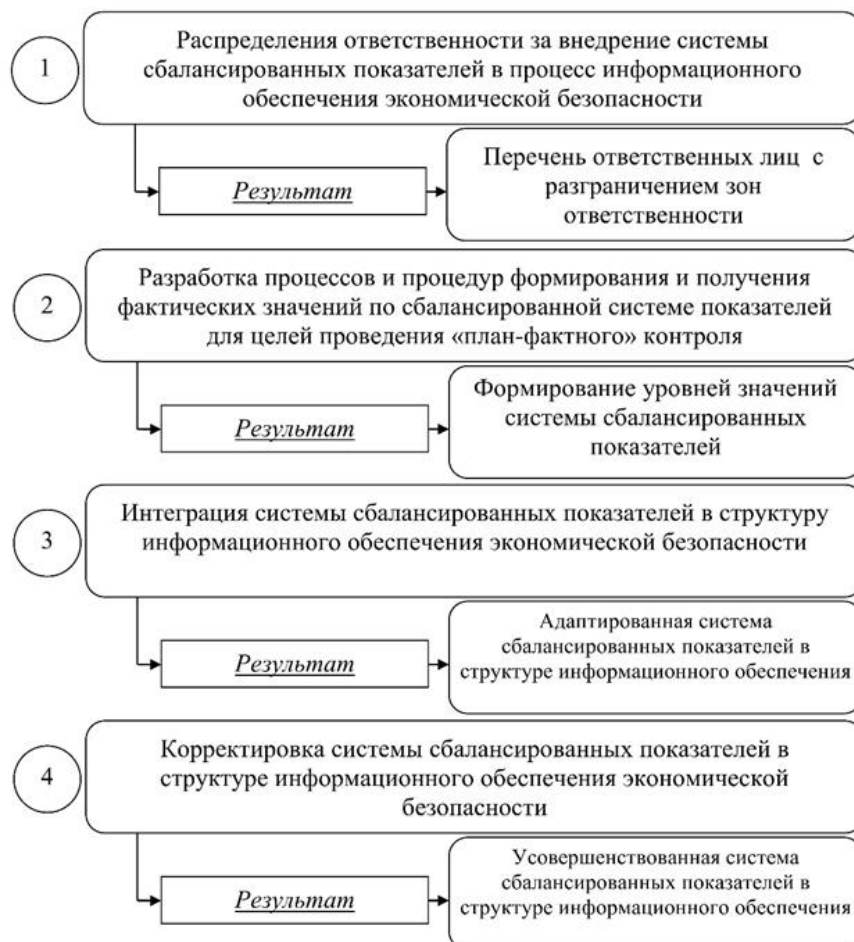 1
Распределения ответственности за внедрение системы
сбалансированных показателей в процесс информационного
обеспечения экономической безопасности
Результат
Перечень ответственных лиц с
разграничением зон
ответственности
2
Разработка процессов и процедур формирования и получения
фактических значений по сбалансированной системе показателей
для целей проведения «план-фактного» контроля
Результат
Формирование уровней значений
системы сбалансированных
показателей
3
Интеграция системы сбалансированных показателей в структуру
информационного обеспечения экономической безопасности
Результат
Адаптированная система
сбалансированных показателей в
структуре информационного обеспечения
4
Корректировка системы сбалансированных показателей в
структуре информационного обеспечения экономической
безопасности
Результат
Усовершенствованная система
сбалансированных показателей в
структуре информационного обеспечения